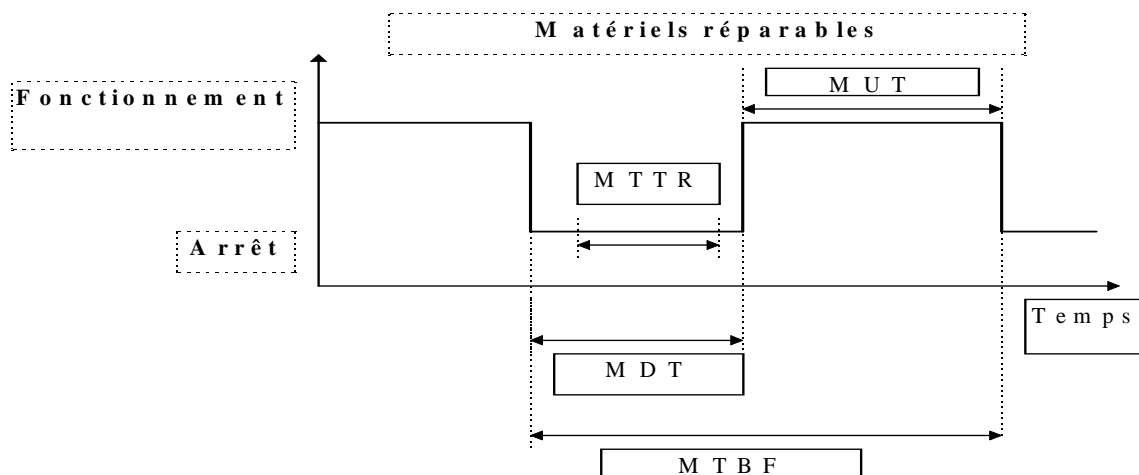 Matériels réparables
Fonctionnement
MUT
MTTR
Arrêt
Temps
MDT
MTBF